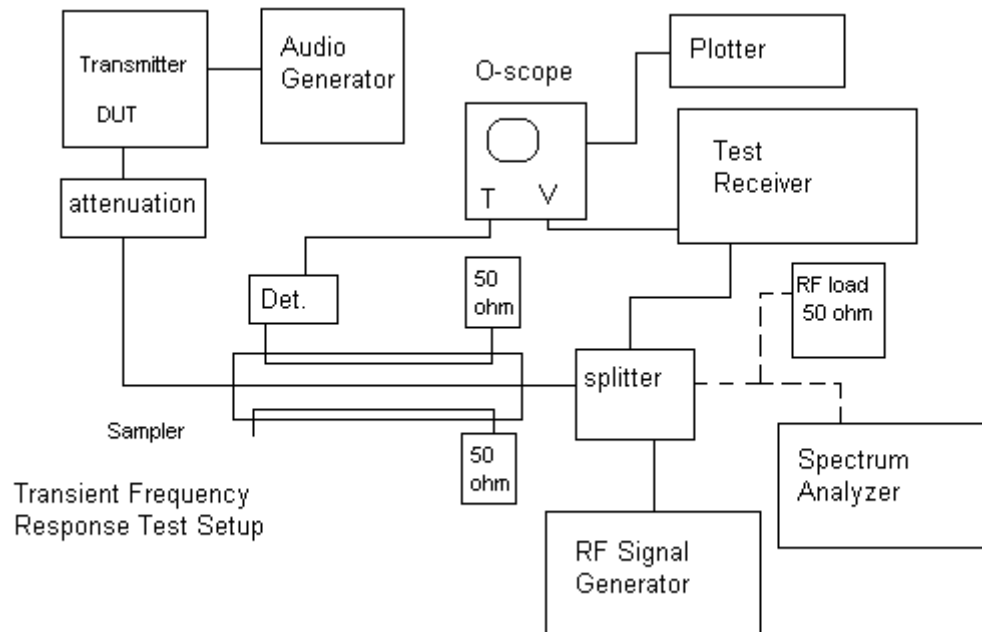 Transmitter
DUT
Audio
Generator
O-scope
T V
Plotter
Test
Receiver
attenuation
Det.
50
ohm
RF load
50 ohm
splitter
Sampler
50
ohm
Spectrum
Analyzer
RF Signal
Generator
Transient Frequency
Response Test Setup